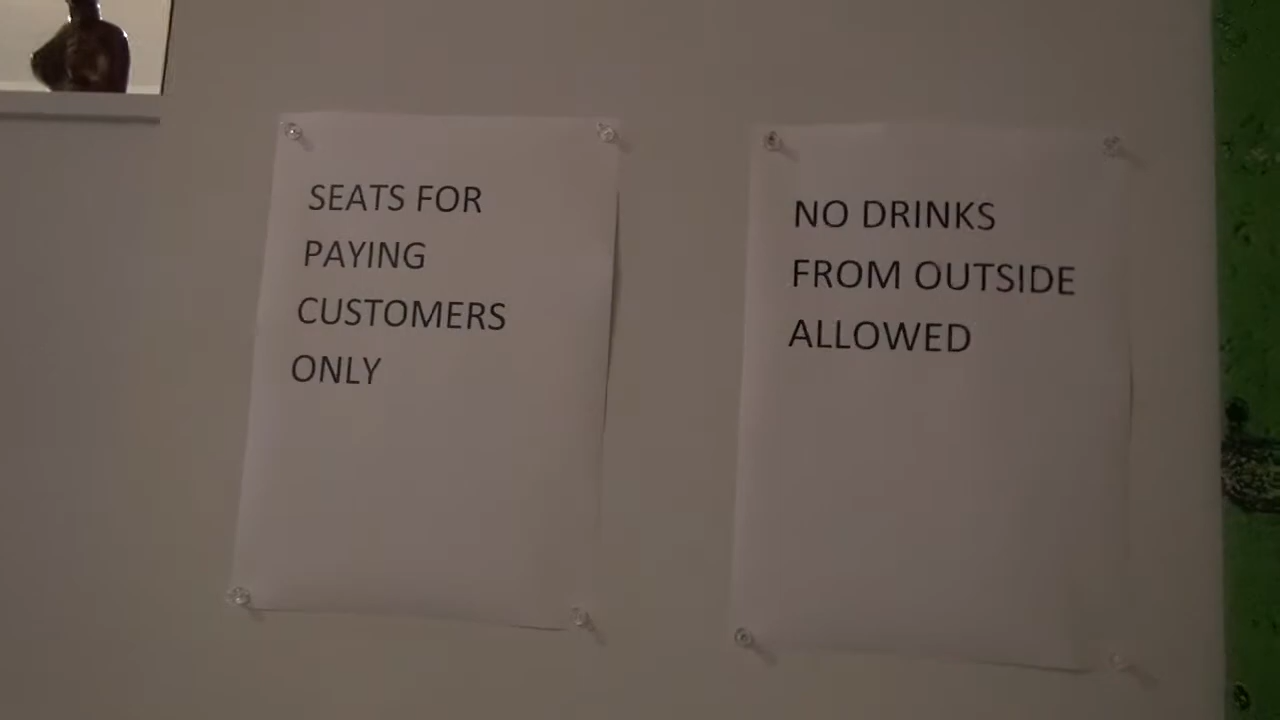 SEATS FOR
PAYING
CUSTOMERS
ONLY
NO DRINKS
FROM OUTSIDE
ALLOWED